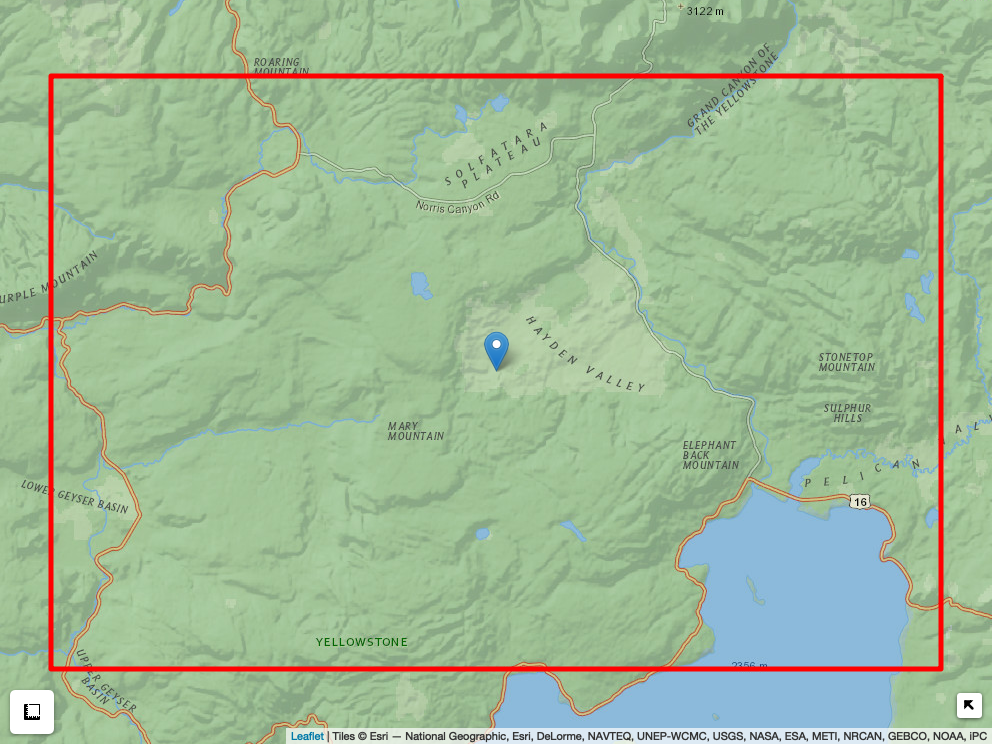 3122 m
ROARING
MOUNTAIN
GRAND CANYON OF
THE YELLOWSTONE
SOLFATARA
PLATEAU
Norris Canyon Rd
URPLE MOUNTAIN
HAYDEN VALLEY
STONETOP
MOUNTAIN
SULPHUR
HILLS
MARY
MOUNTAIN
ELEPHANT
BACK
MOUNTAIN
PELICAN VAL
LOWER GEYSER BASIN
16
YELLOWSTONE
2356 m
UPPER GEYSER
BASIN
Leaflet | Tiles © Esri — National Geographic, Esri, DeLorme, NAVTEQ, UNEP-WCMC, USGS, NASA, ESA, METI, NRCAN, GEBCO, NOAA, iPC